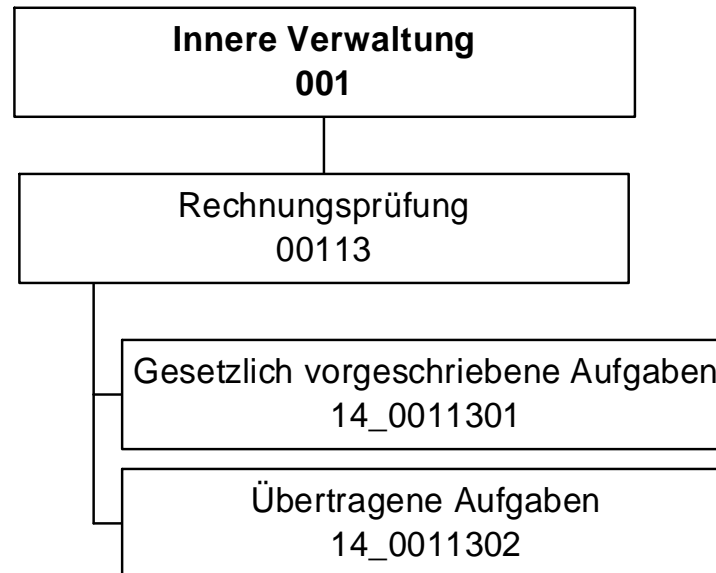 Innere Verwaltung
001
Rechnungsprüfung
00113
Gesetzlich vorgeschriebene Aufgaben
14_0011301
Übertragene Aufgaben
14_0011302